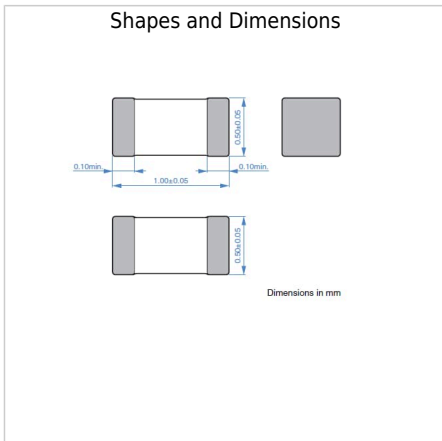 Shapes and Dimensions
0.50±0.05
0.10min.
0.10min.
1.00±0.05
0.50±0.05
Dimensions in mm